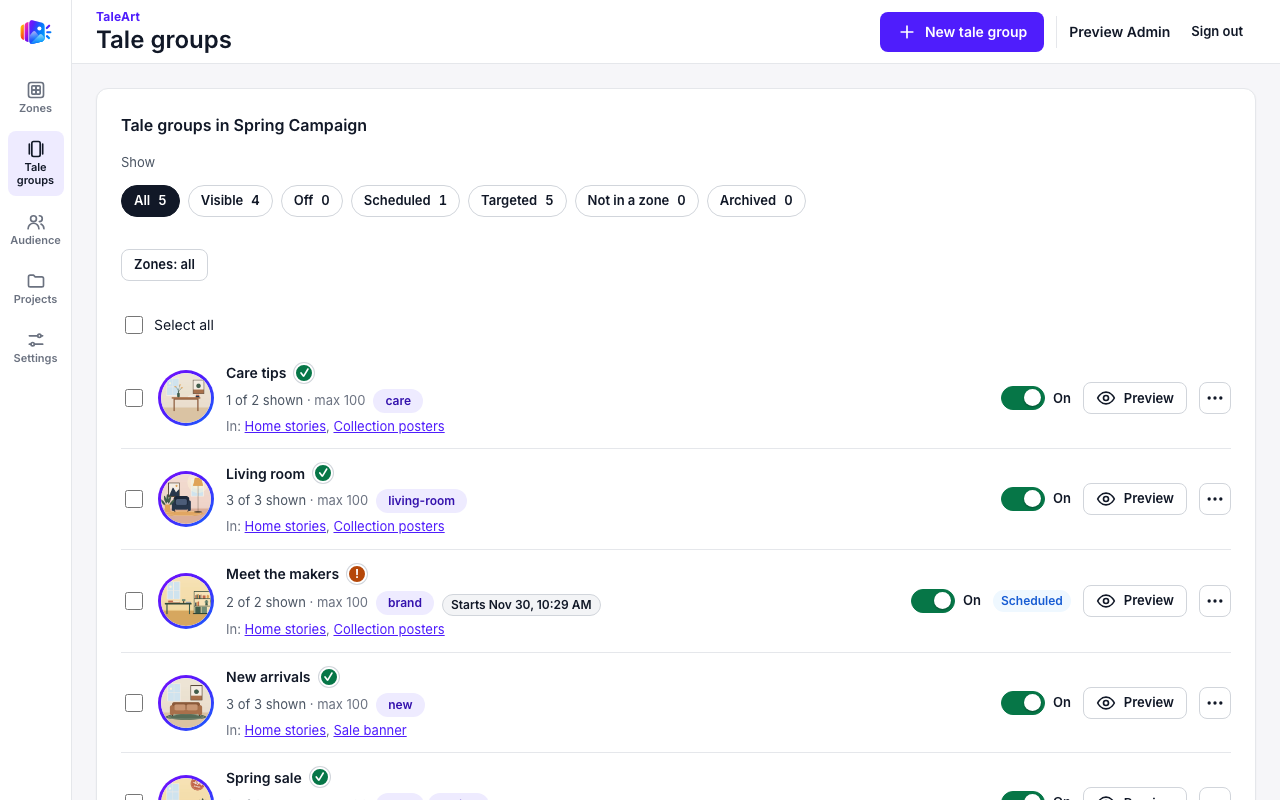 TaleArt
Tale groups
New tale group
Preview Admin
Sign out
Zones
Tale groups
Audience
Projects
Settings
Tale groups in Spring Campaign
Show
All 5
Visible 4
Off 0
Scheduled 1
Targeted 5
Not in a zone 0
Archived 0
Zones: all
Select all
Care tips
1 of 2 shown · max 100 care
In: Home stories, Collection posters
On
Preview
Living room
3 of 3 shown · max 100 living-room
In: Home stories, Collection posters
On
Preview
Meet the makers
2 of 2 shown · max 100 brand Starts Nov 30, 10:29 AM
In: Home stories, Collection posters
On
Scheduled
Preview
New arrivals
3 of 3 shown · max 100 new
In: Home stories, Sale banner
On
Preview
Spring sale